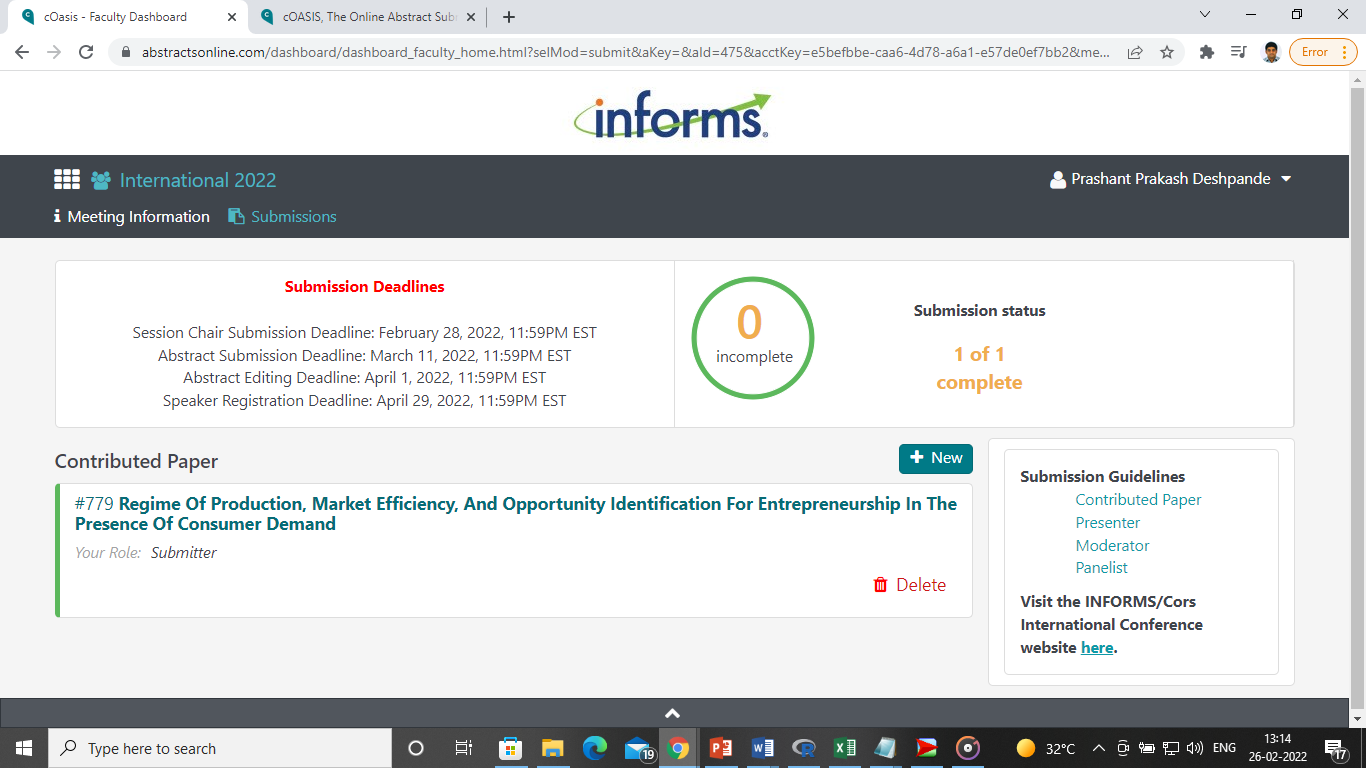 cOasis - Faculty Dashboard
cOASIS, The Online Abstract Sub
abstractsonline.com/dashboard/dashboard_faculty_home.html?selMod=submit&aKey=&aId=475&acctKey=e5befbbe-caa6-4d78-a6a1-e57de0ef7bb2&me...
Error
informs
International 2022
Prashant Prakash Deshpande
Meeting Information
Submissions
Submission Deadlines
Session Chair Submission Deadline: February 28, 2022, 11:59PM EST
Abstract Submission Deadline: March 11, 2022, 11:59PM EST
Abstract Editing Deadline: April 1, 2022, 11:59PM EST
Speaker Registration Deadline: April 29, 2022, 11:59PM EST
0
incomplete
Submission status
1 of 1
complete
Contributed Paper
New
#779 Regime Of Production, Market Efficiency, And Opportunity Identification For Entrepreneurship In The
Presence Of Consumer Demand
Your Role: Submitter
Delete
Submission Guidelines
Contributed Paper
Presenter
Moderator
Panelist
Visit the INFORMS/Cors
International Conference
website here.
Type here to search
19
32°C
ENG
13:14
26-02-2022
17